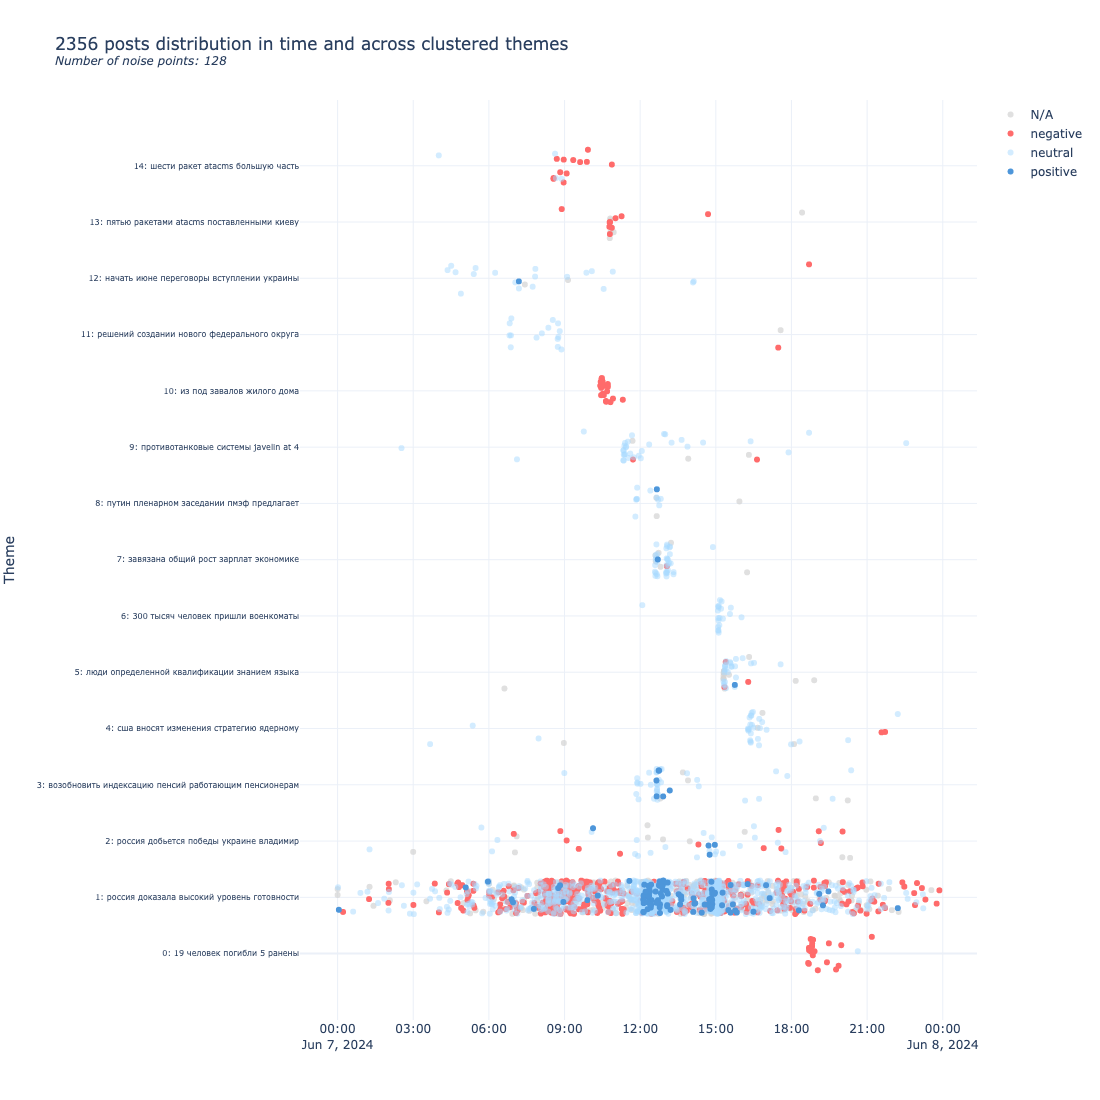 2356 posts distribution in time and across clustered themes
Number of noise points: 128
N/A
negative
neutral
positive
14: шести ракет atacms большую часть
13: пятью ракетами atacms поставленными киеву
12: начать июне переговоры вступлении украины
11: решений создании нового федерального округа
10: из под завалов жилого дома
9: противотанковые системы javelin at 4
8: путин пленарном заседании пмэф предлагает
7: завязана общий рост зарплат экономике
6: 300 тысяч человек пришли военкоматы
5: люди определенной квалификации знанием языка
4: сша вносят изменения стратегию ядерному
3: возобновить индексацию пенсий работающим пенсионерам
2: россия добьется победы украине владимир
1: россия доказала высокий уровень готовности
0: 19 человек погибли 5 ранены
Theme
00:00 03:00 06:00 09:00 12:00 15:00 18:00 21:00 00:00
Jun 7, 2024 Jun 8, 2024